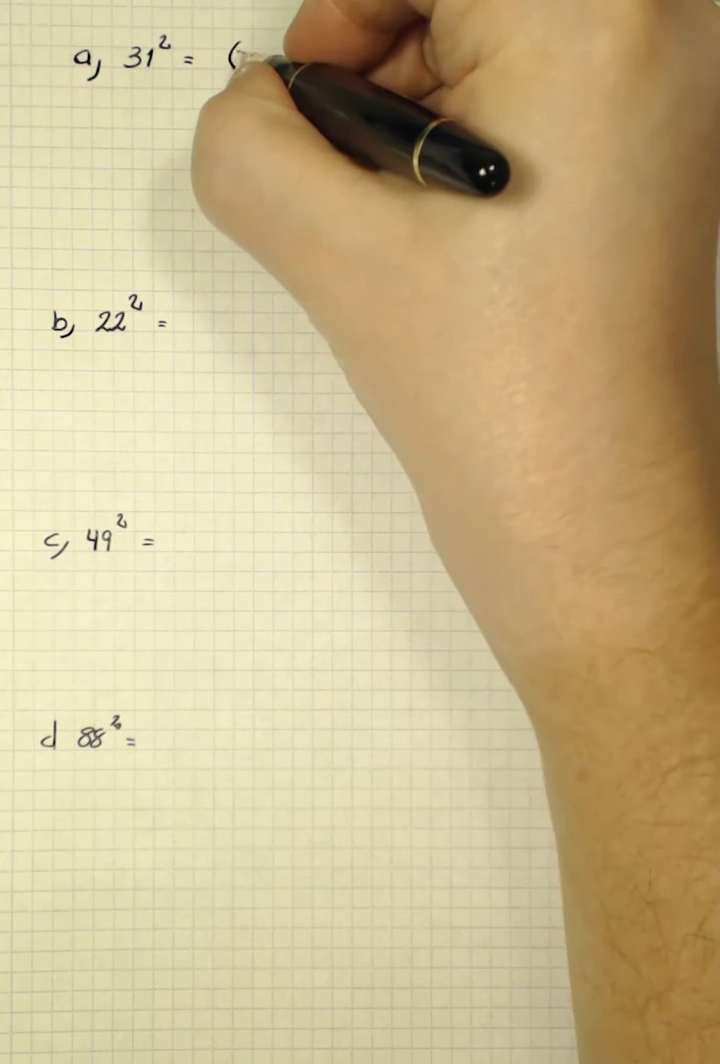 a, 31² = (
b, 22² =
c, 49² =
d 88² =